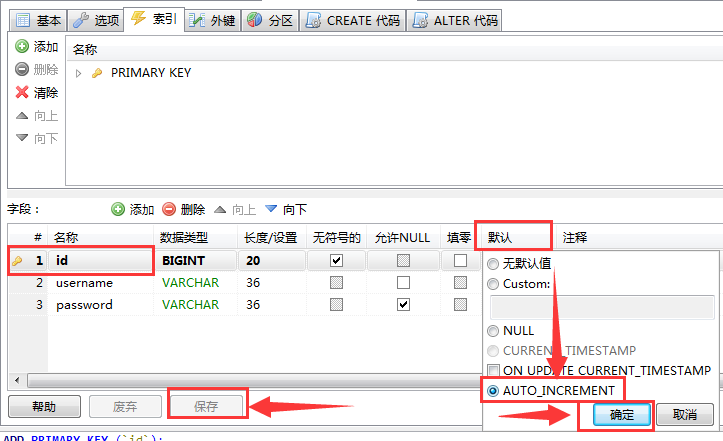 基本 选项 索引 外键 分区 CREATE 代码 ALTER 代码
添加
删除
清除
向上
向下
名称
PRIMARY KEY
字段： 添加 删除 向上 向下
# 名称 数据类型 长度/设置 无符号的 允许NULL 填零 默认 注释
1 id BIGINT 20
2 username VARCHAR 36
3 password VARCHAR 36
无默认值
Custom:
NULL
CURRENT_TIMESTAMP
ON UPDATE CURRENT_TIMESTAMP
AUTO_INCREMENT
确定 取消
帮助 废弃 保存
ADD PRIMARY KEY (`id`);